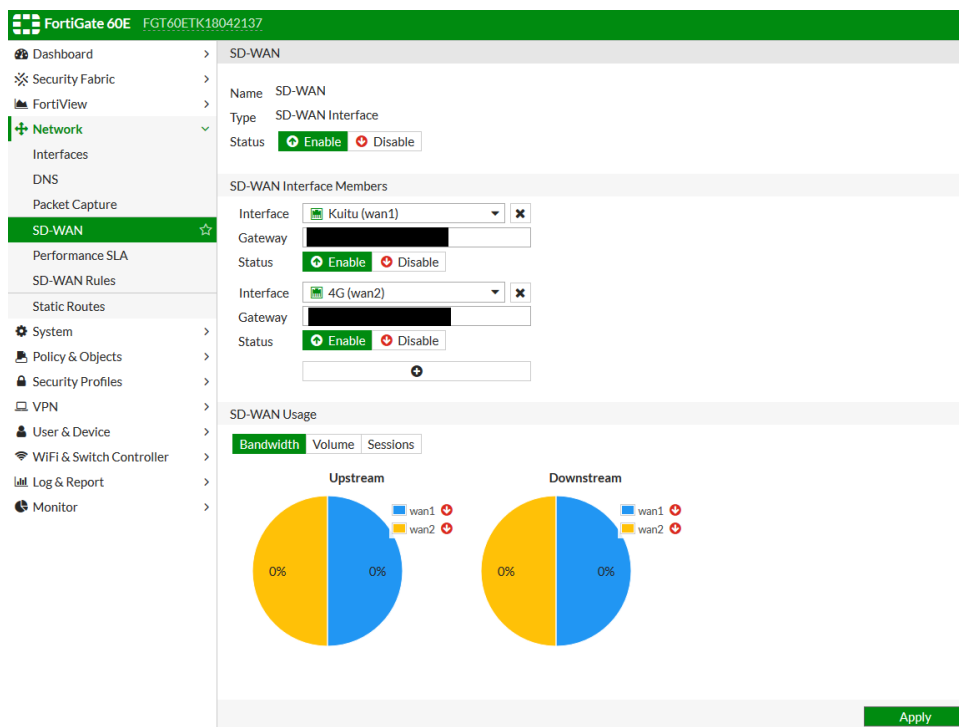 FortiGate 60E FGT60ETK18042137
Dashboard
Security Fabric
FortiView
Network
Interfaces
DNS
Packet Capture
SD-WAN
Performance SLA
SD-WAN Rules
Static Routes
System
Policy & Objects
Security Profiles
VPN
User & Device
WiFi & Switch Controller
Log & Report
Monitor
SD-WAN
Name SD-WAN
Type SD-WAN Interface
Status Enable Disable
SD-WAN Interface Members
Interface Kuitu (wan1)
Gateway
Status Enable Disable
Interface 4G (wan2)
Gateway
Status Enable Disable
SD-WAN Usage
Bandwidth Volume Sessions
Upstream
wan1
wan2
0% 0%
Downstream
wan1
wan2
0% 0%
Apply